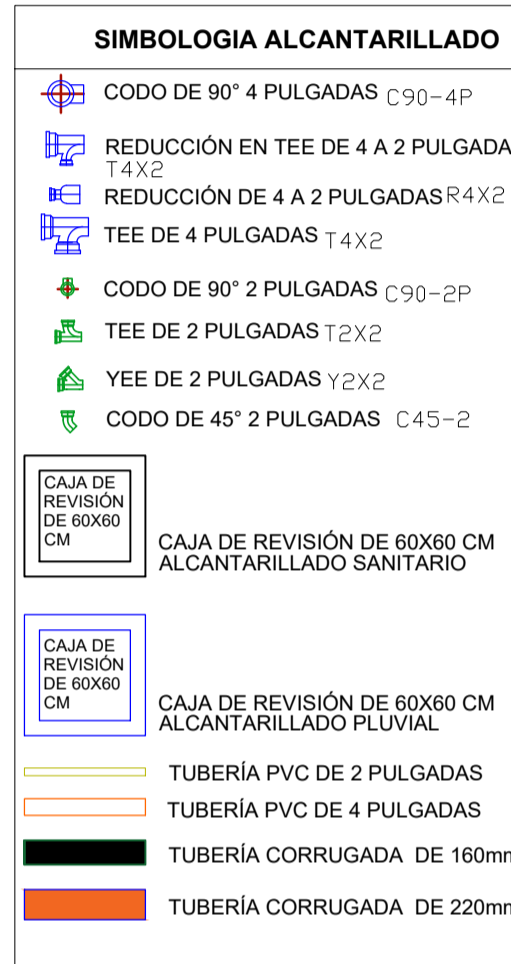 SIMBOLOGIA ALCANTARILLADO
CODO DE 90° 4 PULGADAS C90-4P
REDUCCIÓN EN TEE DE 4 A 2 PULGADA
T4X2
REDUCCIÓN DE 4 A 2 PULGADAS R4X2
TEE DE 4 PULGADAS T4X2
CODO DE 90° 2 PULGADAS C90-2P
TEE DE 2 PULGADAS T2X2
YEE DE 2 PULGADAS Y2X2
CODO DE 45° 2 PULGADAS C45-2
CAJA DE
REVISIÓN
DE 60X60
CM
CAJA DE REVISIÓN DE 60X60 CM
ALCANTARILLADO SANITARIO
CAJA DE
REVISIÓN
DE 60X60
CM
CAJA DE REVISIÓN DE 60X60 CM
ALCANTARILLADO PLUVIAL
TUBERÍA PVC DE 2 PULGADAS
TUBERÍA PVC DE 4 PULGADAS
TUBERÍA CORRUGADA DE 160mm
TUBERÍA CORRUGADA DE 220mm